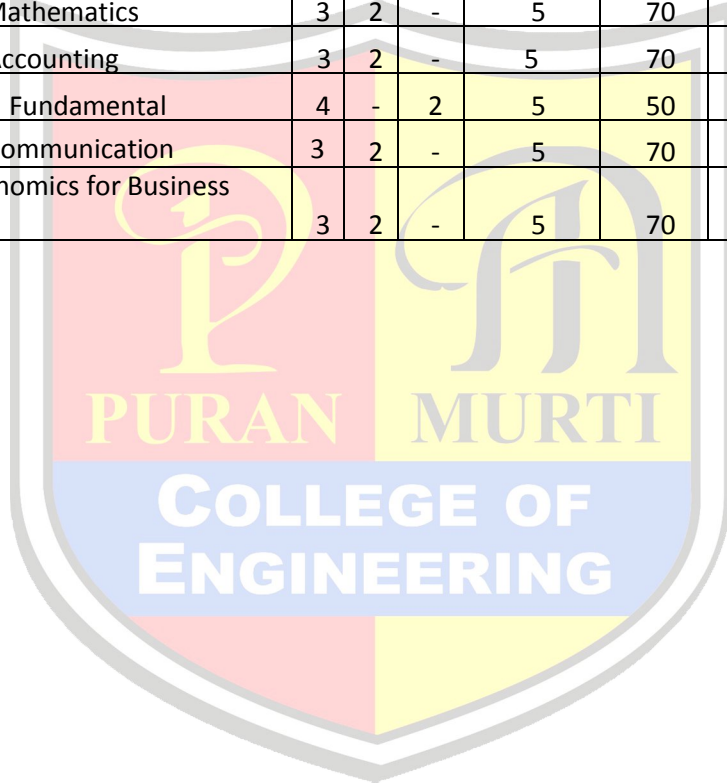 Mathematics 3 2 - 5 70
Accounting 3 2 - 5 70
Fundamental 4 - 2 5 50
ommunication 3 2 - 5 70
nomics for Business
3 2 - 5 70
PURAN MURTI
COLLEGE OF
ENGINEERING